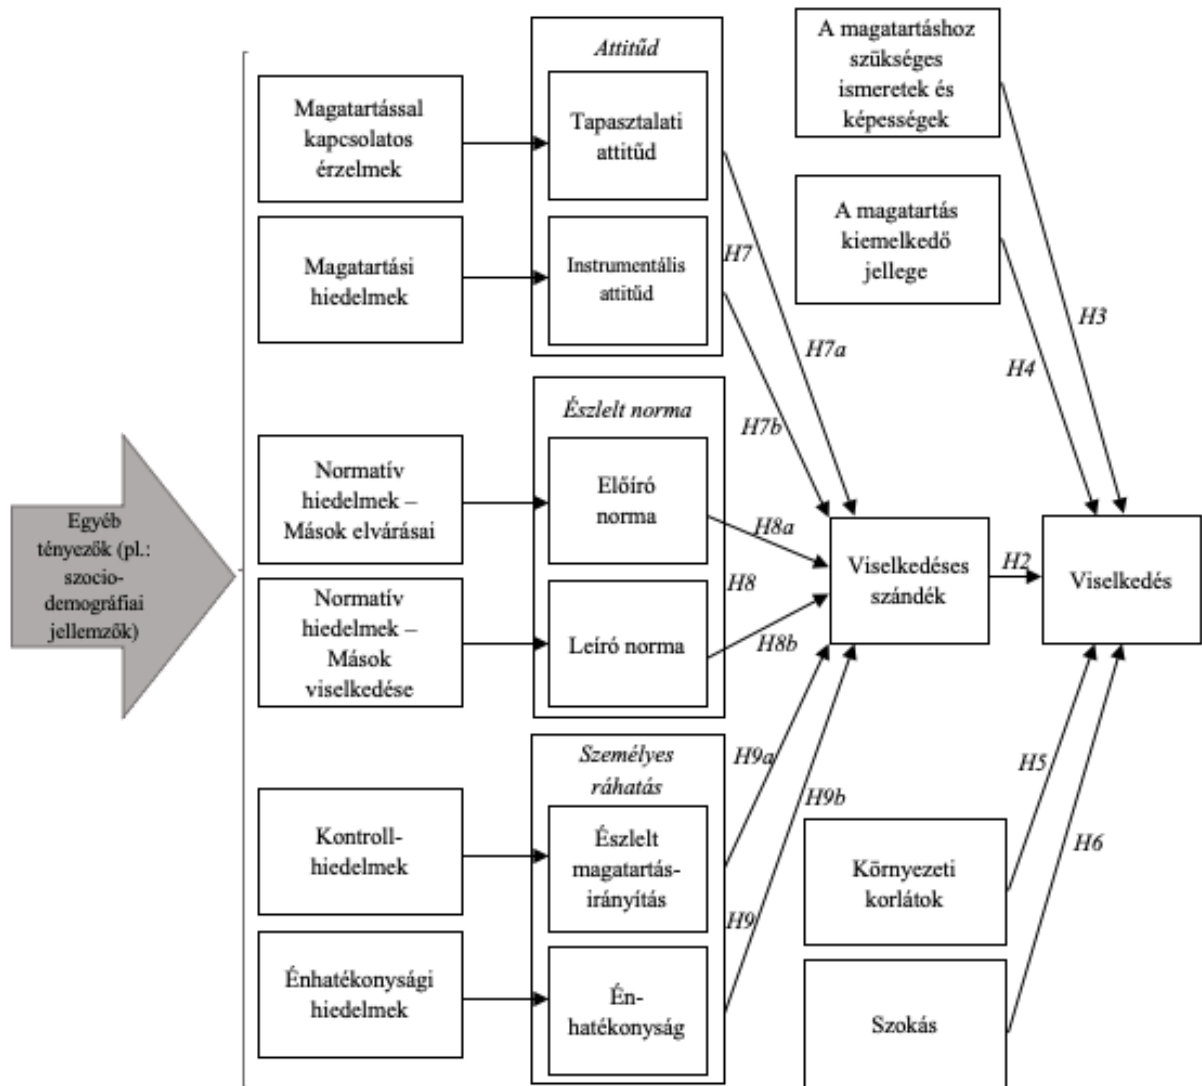 Egyéb
tényezők (pl.:
szocio-
demográfiai
jellemzők)
Magatartással
kapcsolatos
érzelmek
Magatartási
hiedelmek
Normatív
hiedelmek –
Mások elvárásai
Normatív
hiedelmek –
Mások
viselkedése
Kontroll-
hiedelmek
Énhatékonysági
hiedelmek
Attitűd
Tapasztalati
attitűd
Instrumentális
attitűd
Észlelt norma
Előíró
norma
Leíró norma
Személyes
ráhatás
Észlelt
magatartás-
irányítás
Én-
hatékonyság
H7
H7a
H7b
H8a
H8
H8b
H9a
H9b
H9
A magatartáshoz
szükséges
ismeretek és
képességek
A magatartás
kiemelkedő
jellege
H3
H4
Viselkedéses
szándék
H2
Viselkedés
H5
H6
Környezeti
korlátok
Szokás